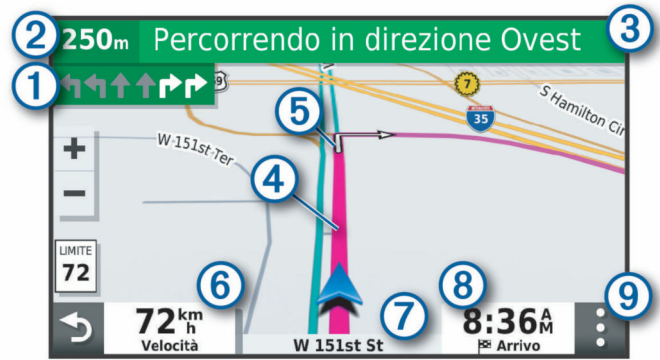 2 250m Percorrendo in direzione Ovest 3
1
69
7
S Hamilton Cir
35
5
W 151st Ter
+
4
−
LIMITE
72
6
7
8
9
72 km/h
Velocità
W 151st St
8:36 AM
Arrivo